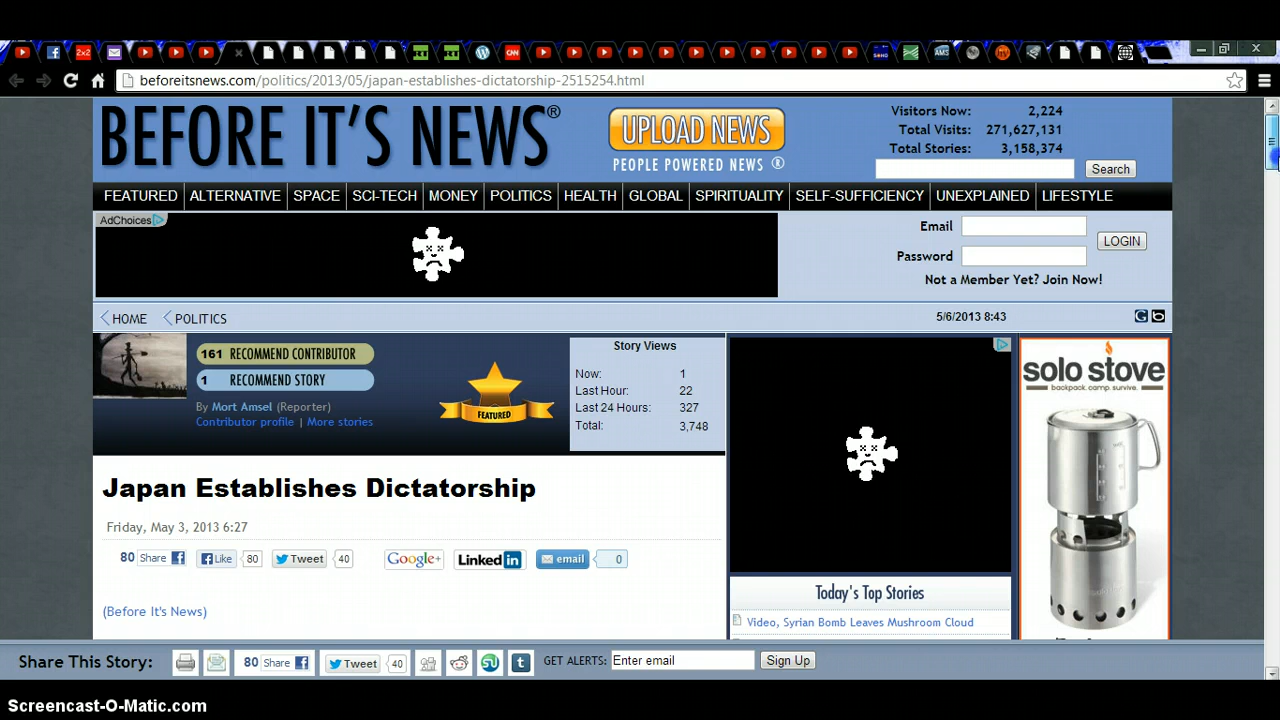 beforeitsnews.com/politics/2013/05/japan-establishes-dictatorship-2515254.html
BEFORE IT'S NEWS®
UPLOAD NEWS
PEOPLE POWERED NEWS ®
Visitors Now: 2,224
Total Visits: 271,627,131
Total Stories: 3,158,374
Search
FEATURED ALTERNATIVE SPACE SCI-TECH MONEY POLITICS HEALTH GLOBAL SPIRITUALITY SELF-SUFFICIENCY UNEXPLAINED LIFESTYLE
AdChoices
Email
Password
LOGIN
Not a Member Yet? Join Now!
HOME POLITICS
5/6/2013 8:43
161 RECOMMEND CONTRIBUTOR
1 RECOMMEND STORY
By Mort Amsel (Reporter)
Contributor profile | More stories
FEATURED
Story Views
Now: 1
Last Hour: 22
Last 24 Hours: 327
Total: 3,748
solo stove
backpack. camp. survive.
Japan Establishes Dictatorship
Friday, May 3, 2013 6:27
80 Share Like 80 Tweet 40 Google+ Linked in email 0
(Before It's News)
Today's Top Stories
Video, Syrian Bomb Leaves Mushroom Cloud
Share This Story: 80 Share Tweet 40 GET ALERTS: Enter email Sign Up
Screencast-O-Matic.com